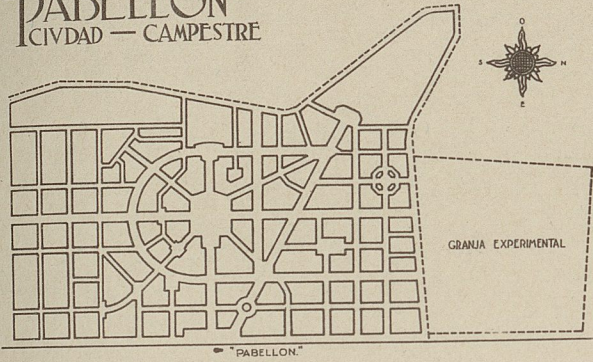 PABELLON
CIVDAD — CAMPESTRE
O
S N
E
GRANJA EXPERIMENTAL
"PABELLON."